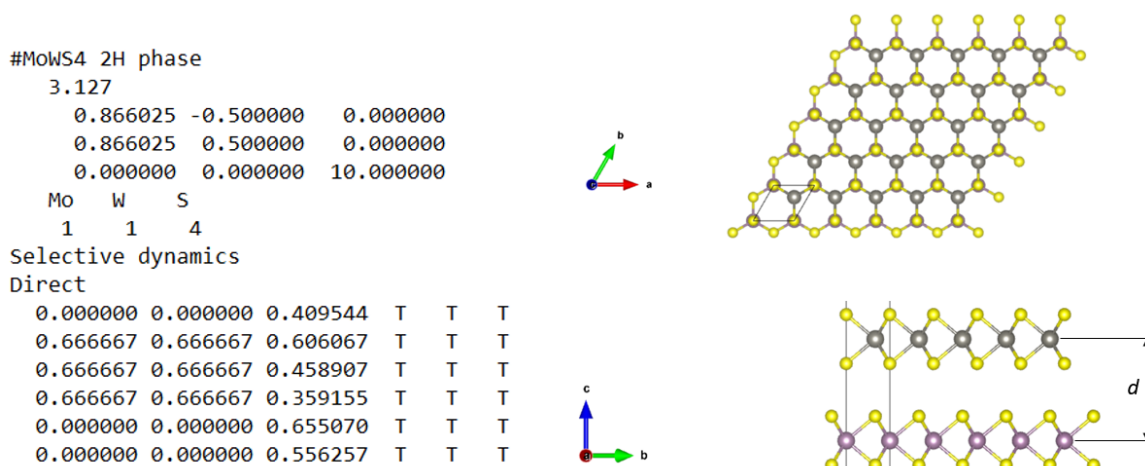 #MoWS4 2H phase
3.127
0.866025 -0.500000 0.000000
0.866025 0.500000 0.000000
0.000000 0.000000 10.000000
Mo W S
1 1 4
Selective dynamics
Direct
0.000000 0.000000 0.409544 T T T
0.666667 0.666667 0.606067 T T T
0.666667 0.666667 0.458907 T T T
0.666667 0.666667 0.359155 T T T
0.000000 0.000000 0.655070 T T T
0.000000 0.000000 0.556257 T T T
b
a
c
b
a
d